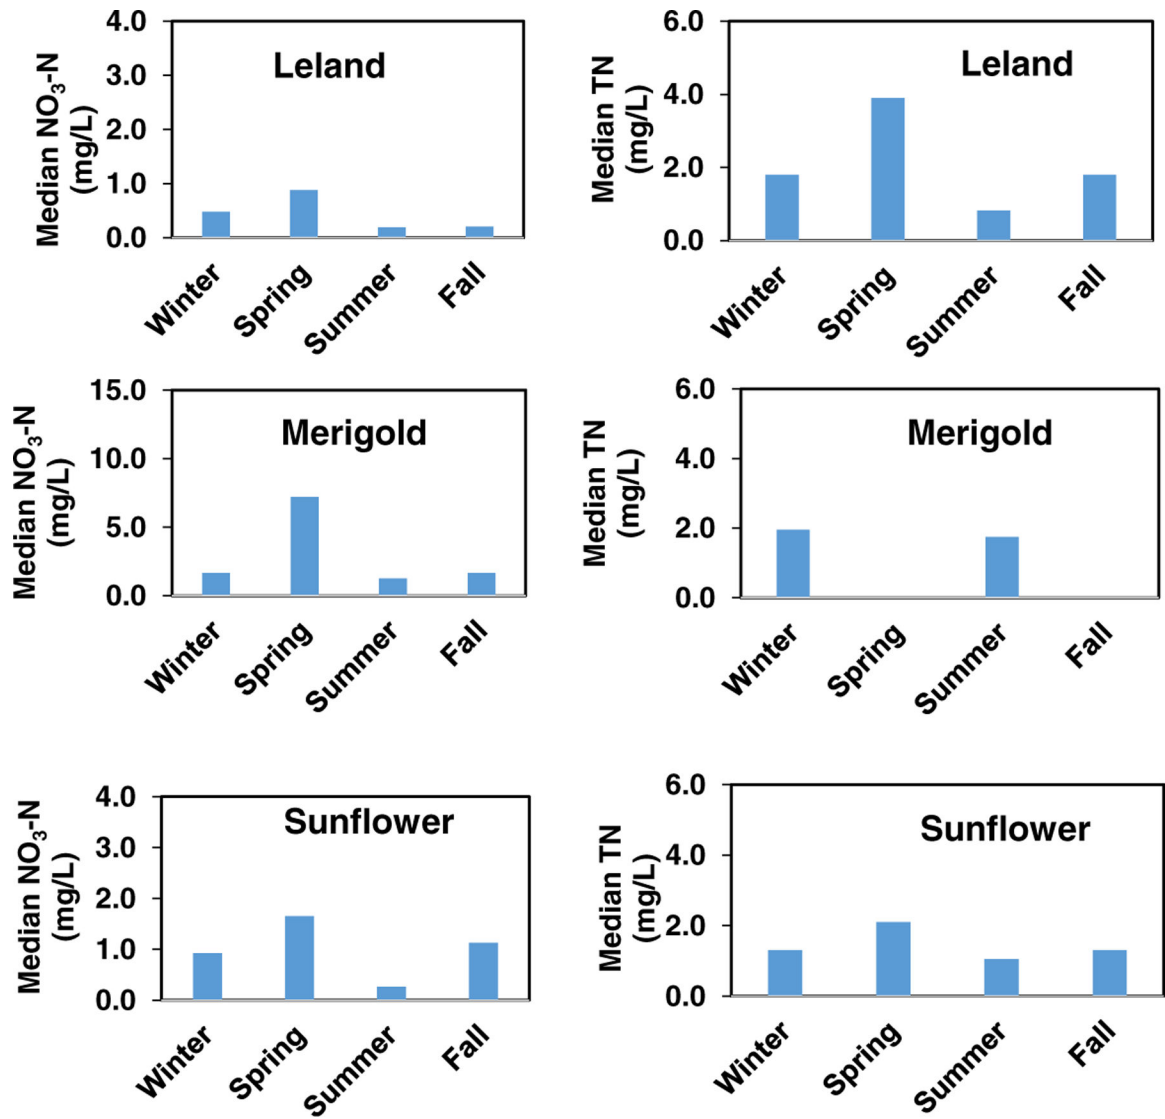 Median NO₃-N
(mg/L)
4.0
3.0
2.0
1.0
0.0
Leland
Winter
Spring
Summer
Fall
Median TN
(mg/L)
6.0
4.0
2.0
0.0
Leland
Winter
Spring
Summer
Fall
Median NO₃-N
(mg/L)
15.0
10.0
5.0
0.0
Merigold
Winter
Spring
Summer
Fall
Median TN
(mg/L)
6.0
4.0
2.0
0.0
Merigold
Winter
Spring
Summer
Fall
Median NO₃-N
(mg/L)
4.0
3.0
2.0
1.0
0.0
Sunflower
Winter
Spring
Summer
Fall
Median TN
(mg/L)
6.0
4.0
2.0
0.0
Sunflower
Winter
Spring
Summer
Fall